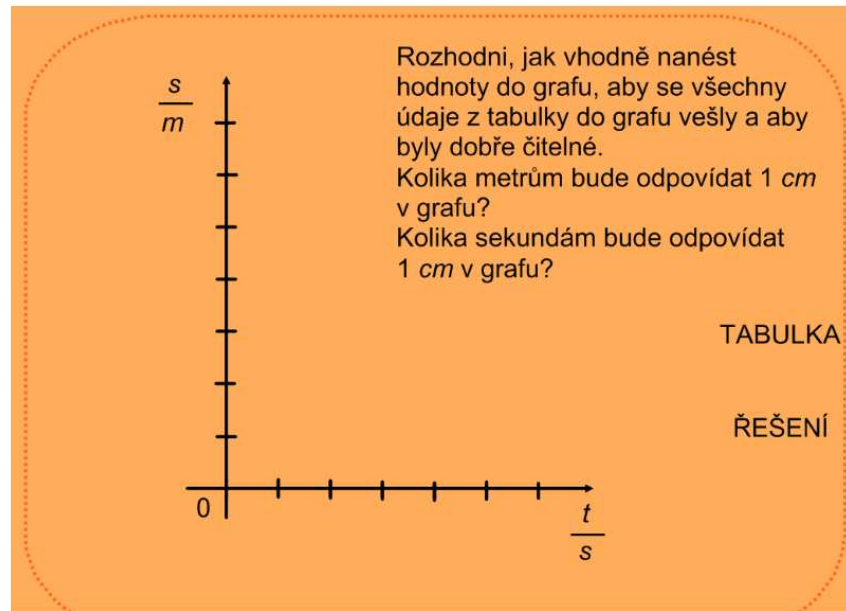 Rozhodni, jak vhodně nanést
hodnoty do grafu, aby se všechny
údaje z tabulky do grafu vešly a aby
byly dobře čitelné.
Kolika metrům bude odpovídat 1 cm
v grafu?
Kolika sekundám bude odpovídat
1 cm v grafu?
s
m
TABULKA
ŘEŠENÍ
0
t
s